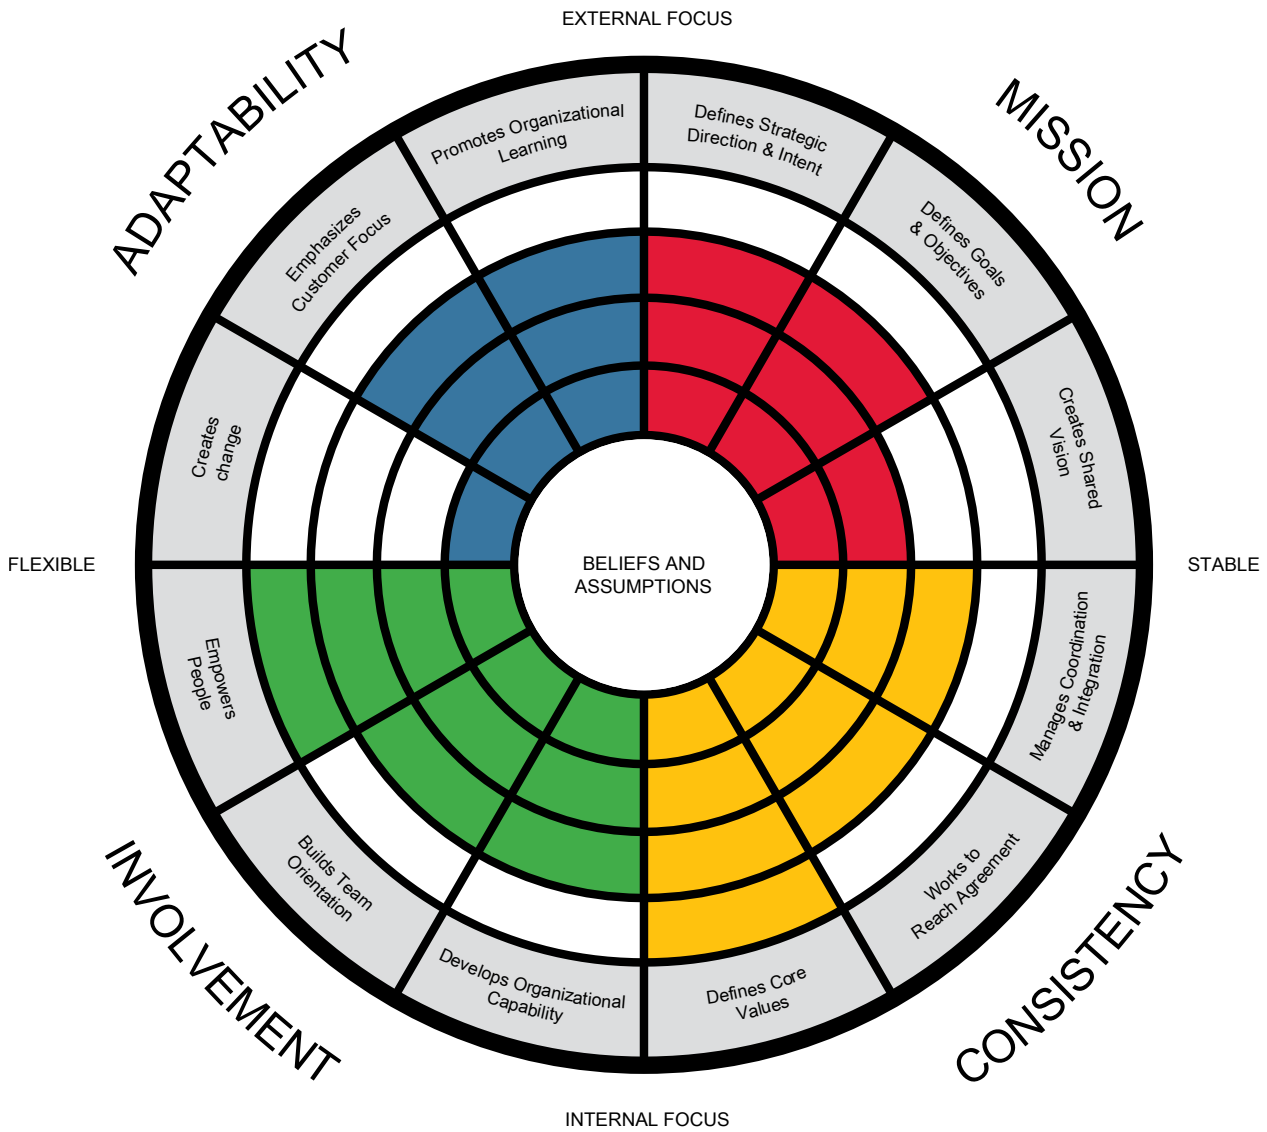 EXTERNAL FOCUS
ADAPTABILITY
MISSION
Promotes Organizational
Learning
Defines Strategic
Direction & Intent
Emphasizes
Customer Focus
Defines Goals
& Objectives
Creates
change
Creates Shared
Vision
FLEXIBLE
BELIEFS AND
ASSUMPTIONS
STABLE
Empowers
People
Manages Coordination
& Integration
Builds Team
Orientation
Works to
Reach Agreement
Develops Organizational
Capability
Defines Core
Values
INVOLVEMENT
CONSISTENCY
INTERNAL FOCUS